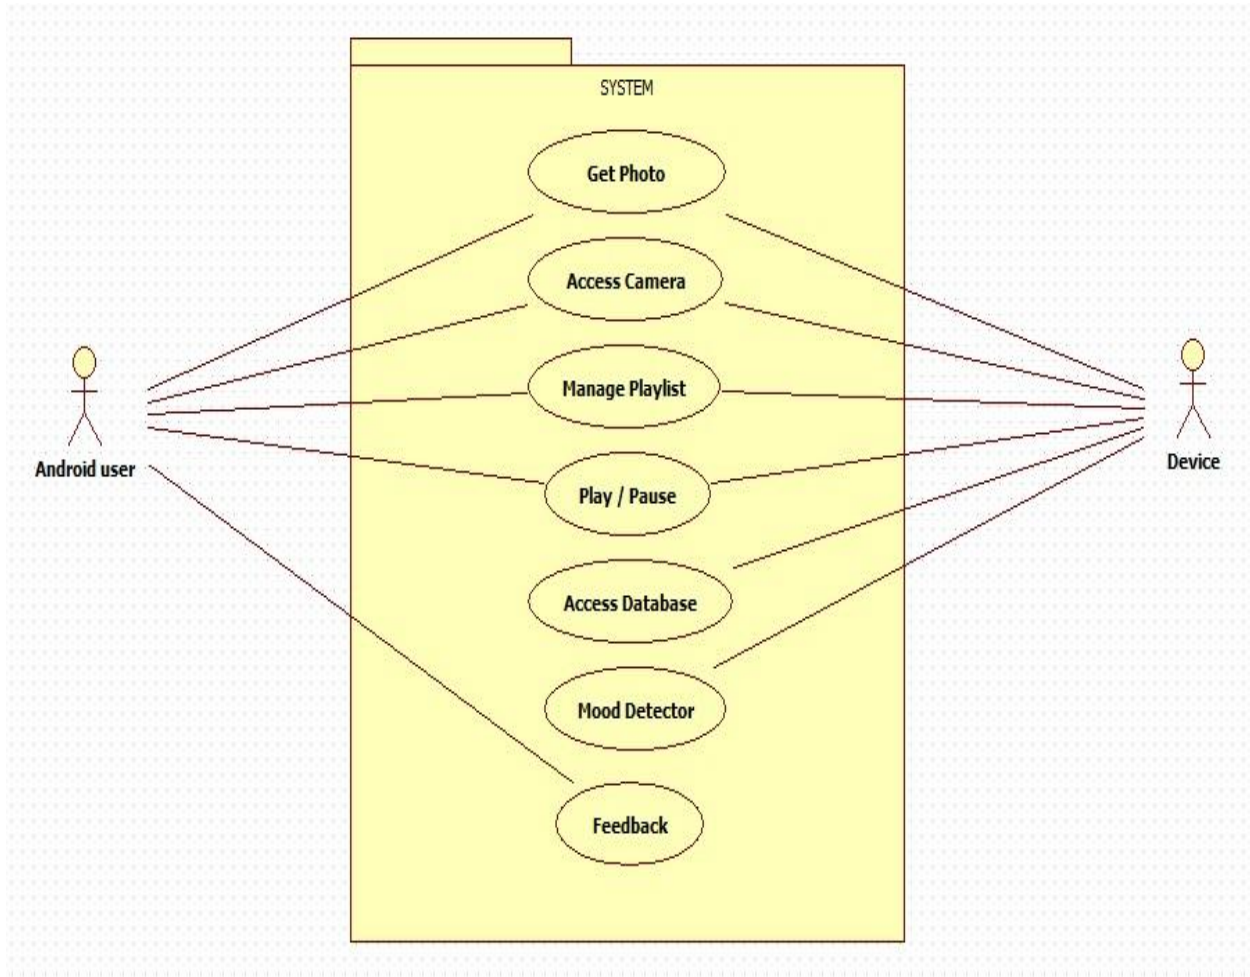 SYSTEM
Get Photo
Access Camera
Manage Playlist
Play / Pause
Android user
Device
Access Database
Mood Detector
Feedback